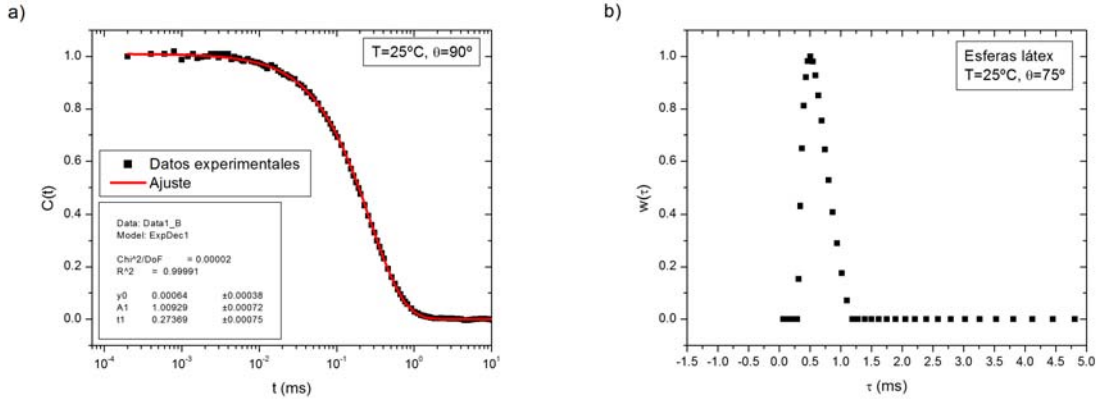 a)
T=25ºC, θ=90º
1.0
0.8
0.6
0.4
0.2
0.0
C(t)
Datos experimentales
Ajuste
Data: Data1_B
Model: ExpDec1
Chi^2/DoF = 0.00002
R^2 = 0.99991
y0 0.00064 ±0.00038
A1 1.00929 ±0.00072
t1 0.27369 ±0.00075
10⁻⁴ 10⁻³ 10⁻² 10⁻¹ 10⁰ 10
t (ms)
b)
Esferas látex
T=25ºC, θ=75º
1.0
0.8
0.6
0.4
0.2
0.0
w(τ)
-1.5 -1.0 -0.5 0.0 0.5 1.0 1.5 2.0 2.5 3.0 3.5 4.0 4.5 5.0
τ (ms)